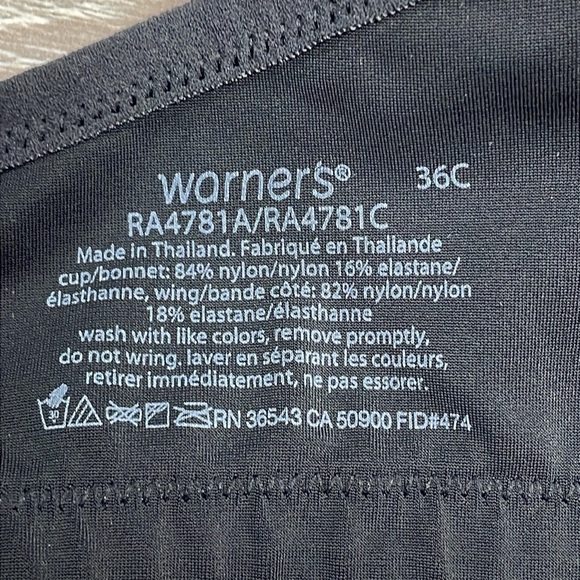 warner's® 36C
RA4781A/RA4781C
Made in Thailand. Fabriqué en Thaïlande
cup/bonnet: 84% nylon/nylon 16% elastane/
élasthanne, wing/bande côté: 82% nylon/nylon
18% elastane/élasthanne
wash with like colors, remove promptly,
do not wring. laver en séparant les couleurs,
retirer immédiatement, ne pas essorer.
30 RN 36543 CA 50900 FID#474